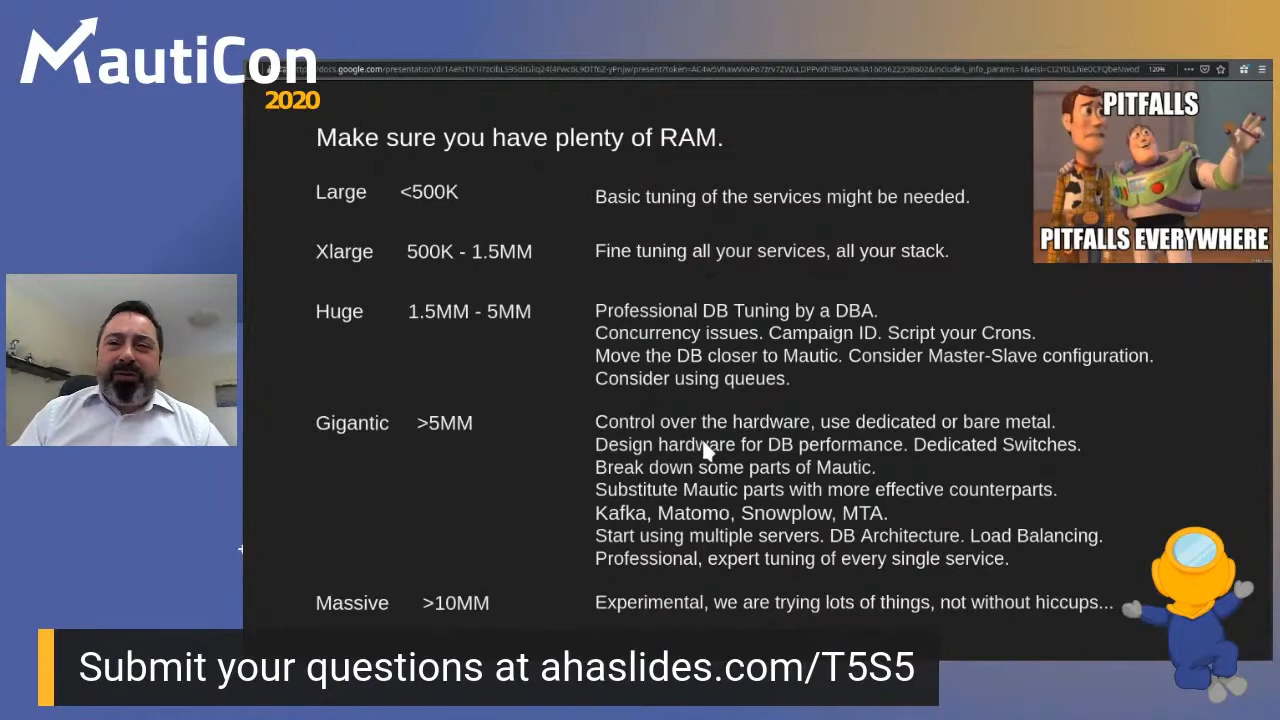 MautiCon
2020
google.com
120%
Make sure you have plenty of RAM.
PITFALLS
PITFALLS EVERYWHERE
Large <500K Basic tuning of the services might be needed.
Xlarge 500K - 1.5MM Fine tuning all your services, all your stack.
Huge 1.5MM - 5MM Professional DB Tuning by a DBA.
Concurrency issues. Campaign ID. Script your Crons.
Move the DB closer to Mautic. Consider Master-Slave configuration.
Consider using queues.
Gigantic >5MM Control over the hardware, use dedicated or bare metal.
Design hardware for DB performance. Dedicated Switches.
Break down some parts of Mautic.
Substitute Mautic parts with more effective counterparts.
Kafka, Matomo, Snowplow, MTA.
Start using multiple servers. DB Architecture. Load Balancing.
Professional, expert tuning of every single service.
Massive >10MM Experimental, we are trying lots of things, not without hiccups...
Submit your questions at ahaslides.com/T5S5